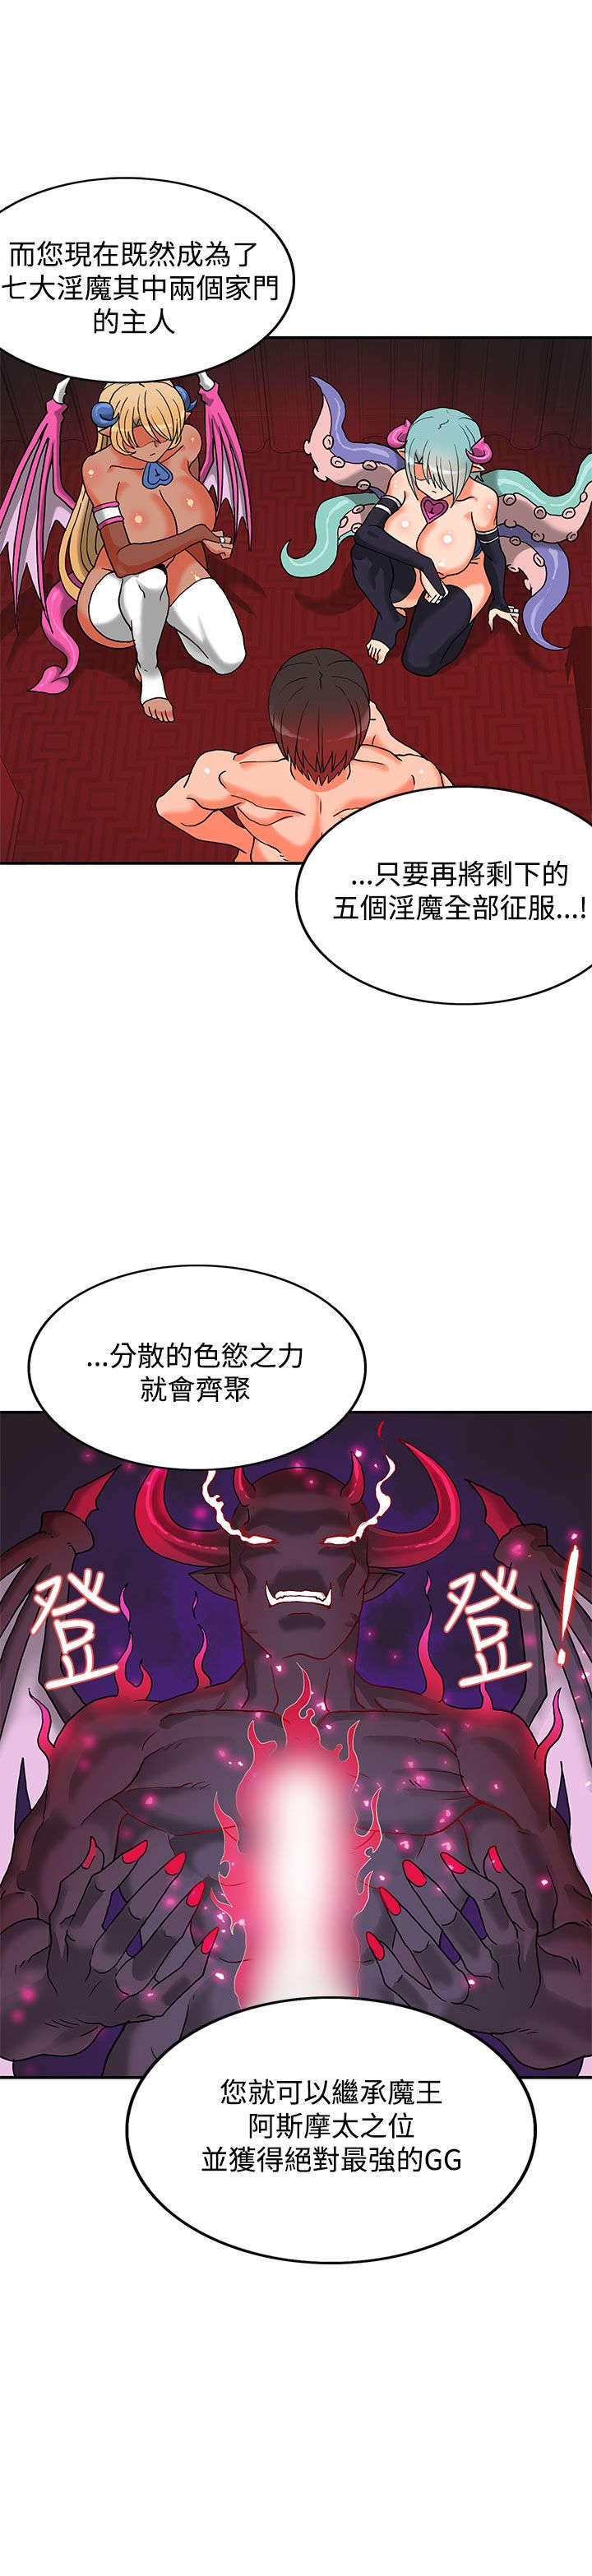 而您現在既然成為了
七大淫魔其中兩個家門
的主人
...只要再將剩下的
五個淫魔全部征服...!
...分散的色慾之力
就會齊聚
登登!
您就可以繼承魔王
阿斯摩太之位
並獲得絕對最強的GG